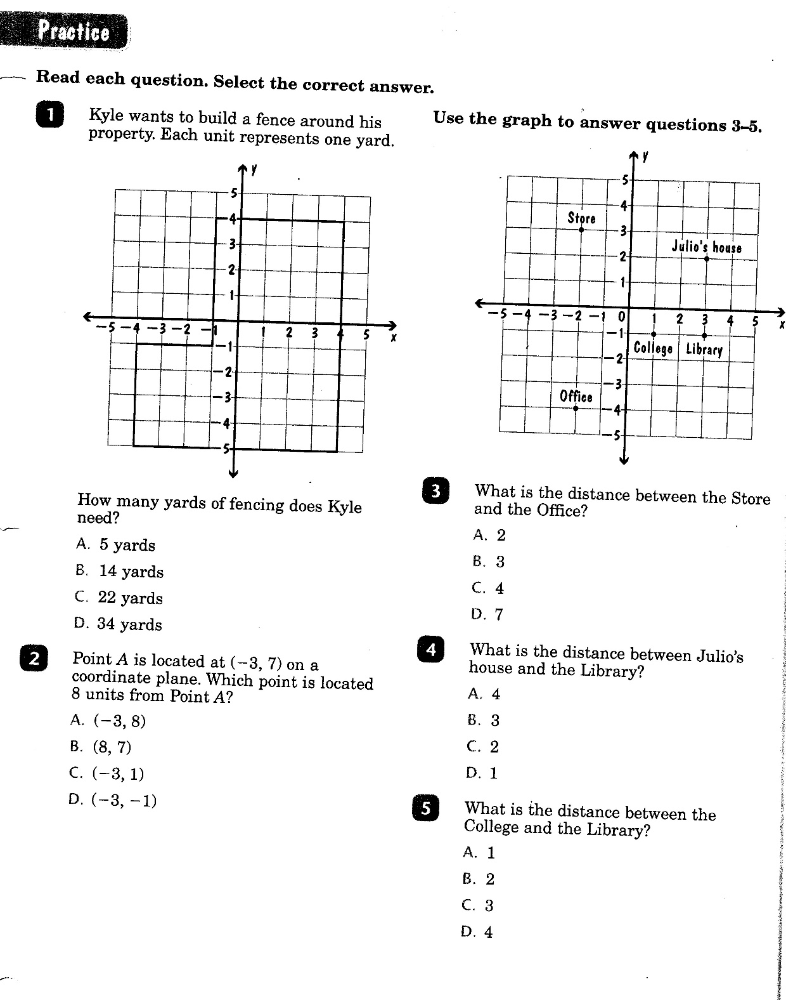 Practice
Read each question. Select the correct answer.
1
Kyle wants to build a fence around his
property. Each unit represents one yard.
y
5
4
3
2
1
−5 −4 −3 −2 −1 1 2 3 4 5 x
−1
−2
−3
−4
−5
How many yards of fencing does Kyle
need?
A. 5 yards
B. 14 yards
C. 22 yards
D. 34 yards
2
Point A is located at (−3, 7) on a
coordinate plane. Which point is located
8 units from Point A?
A. (−3, 8)
B. (8, 7)
C. (−3, 1)
D. (−3, −1)
Use the graph to answer questions 3–5.
y
5
4
Store
3
Julio's house
2
1
−5 −4 −3 −2 −1 0 1 2 3 4 5 x
−1
College Library
−2
−3
Office
−4
−5
3
What is the distance between the Store
and the Office?
A. 2
B. 3
C. 4
D. 7
4
What is the distance between Julio's
house and the Library?
A. 4
B. 3
C. 2
D. 1
5
What is the distance between the
College and the Library?
A. 1
B. 2
C. 3
D. 4